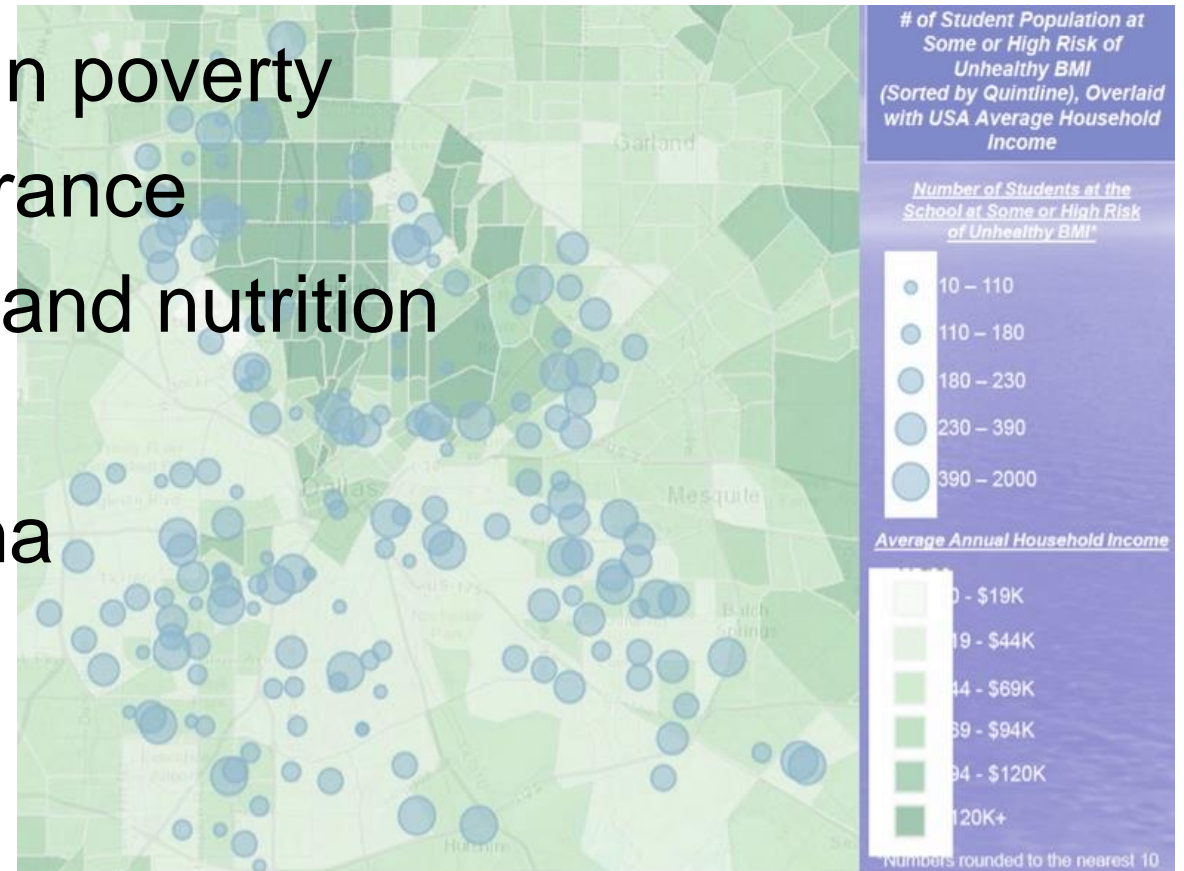 n poverty
rance
and nutrition
na
Garland
Dallas
Mesquite
Balch
Springs
# of Student Population at
Some or High Risk of
Unhealthy BMI
(Sorted by Quintline), Overlaid
with USA Average Household
Income
Number of Students at the
School at Some or High Risk
of Unhealthy BMI*
10 – 110
110 – 180
180 – 230
230 – 390
390 – 2000
Average Annual Household Income
0 - $19K
19 - $44K
44 - $69K
69 - $94K
94 - $120K
120K+
Numbers rounded to the nearest 10